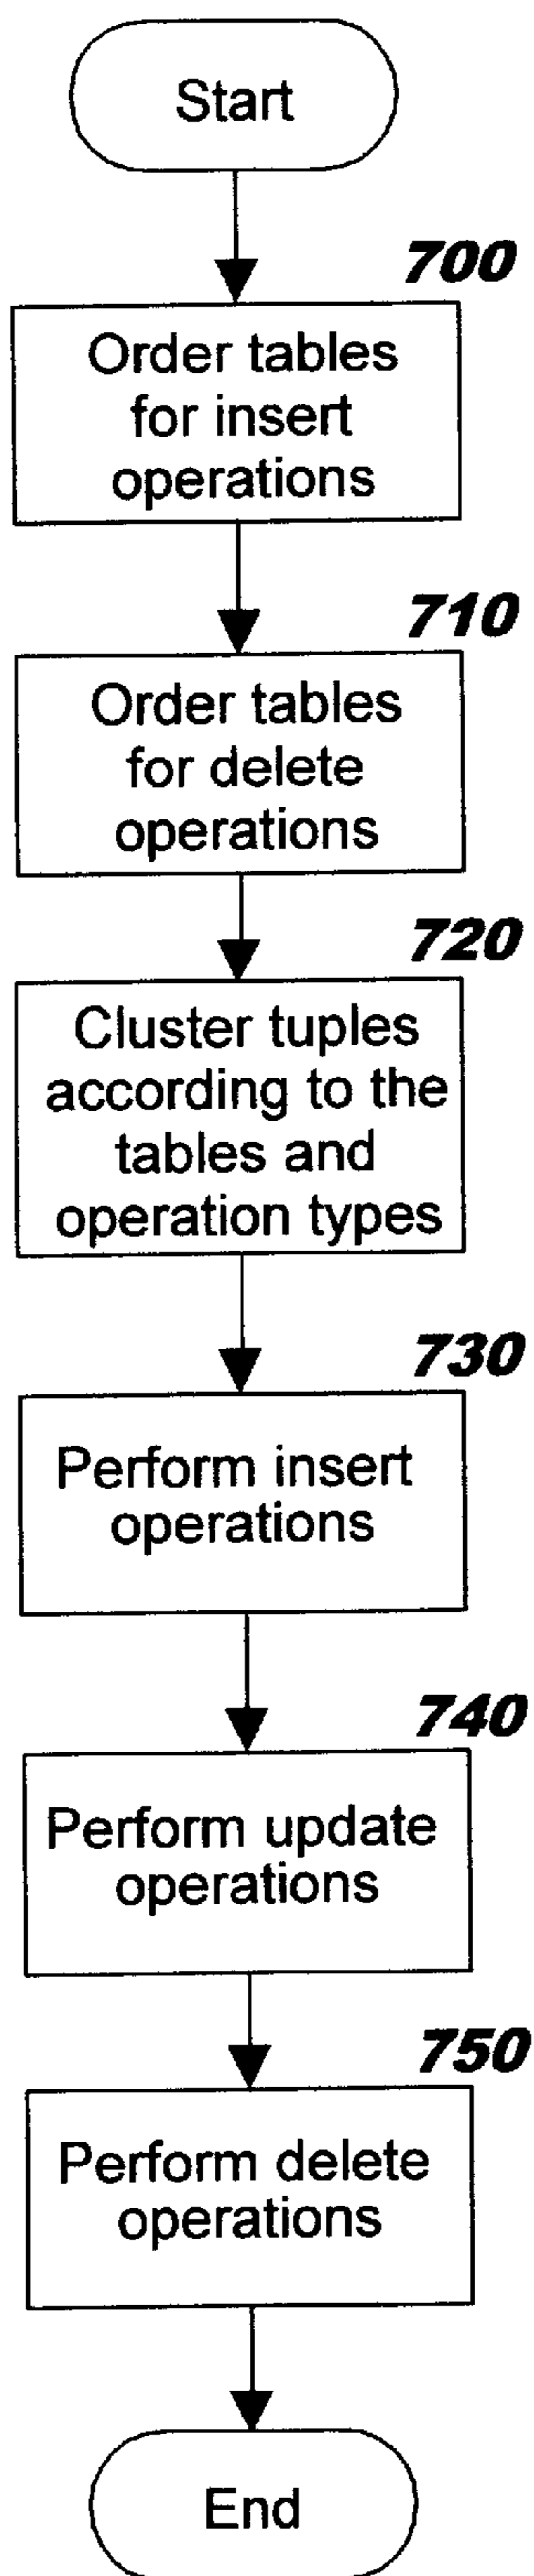 Start
700
Order tables
for insert
operations
710
Order tables
for delete
operations
720
Cluster tuples
according to the
tables and
operation types
730
Perform insert
operations
740
Perform update
operations
750
Perform delete
operations
End